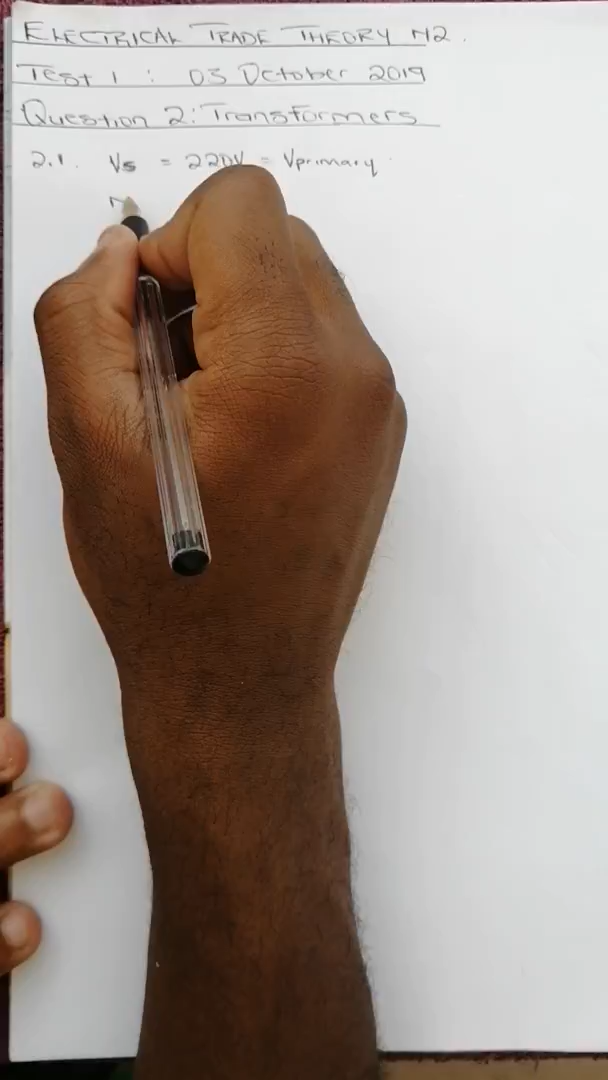 ELECTRICAL TRADE THEORY N2.
Test 1 : 03 October 2019
Question 2: Transformers
2.1. Vs = 220V = Vprimary